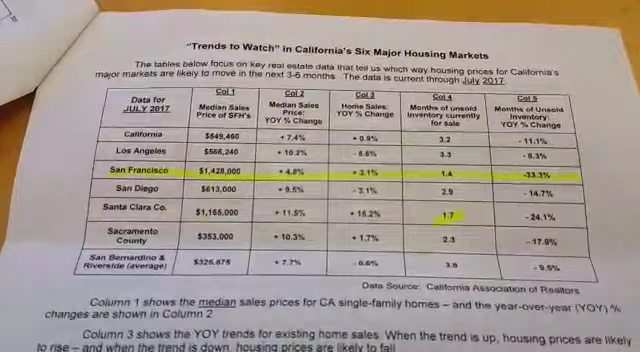 "Trends to Watch" in California's Six Major Housing Markets
The tables below focus on key real estate data that tell us which way housing prices for California's
major markets are likely to move in the next 3-6 months. The data is current through July 2017.
Data for JULY 2017 Col 1 Median Sales Price of SFH's Col 2 Median Sales Price: YOY % Change Col 3 Home Sales: YOY % Change Col 4 Months of unsold inventory currently for sale Col 5 Months of Unsold Inventory: YOY % Change
California $549,460 + 7.4% + 0.9% 3.2 - 11.1%
Los Angeles $566,240 + 10.2% - 6.6% 3.3 - 8.3%
San Francisco $1,428,000 + 4.8% + 3.1% 1.4 -33.3%
San Diego $613,000 + 9.5% - 3.1% 2.9 - 14.7%
Santa Clara Co. $1,165,000 + 11.5% + 15.2% 1.7 - 24.1%
Sacramento County $353,000 + 10.3% + 1.7% 2.3 - 17.9%
San Bernardino & Riverside (average) $325,875 + 7.7% - 0.6% 3.8 - 9.5%
Data Source: California Association of Realtors
Column 1 shows the median sales prices for CA single-family homes – and the year-over-year (YOY) %
changes are shown in Column 2
Column 3 shows the YOY trends for existing home sales. When the trend is up, housing prices are likely
to rise – and when the trend is down, housing prices are likely to fall